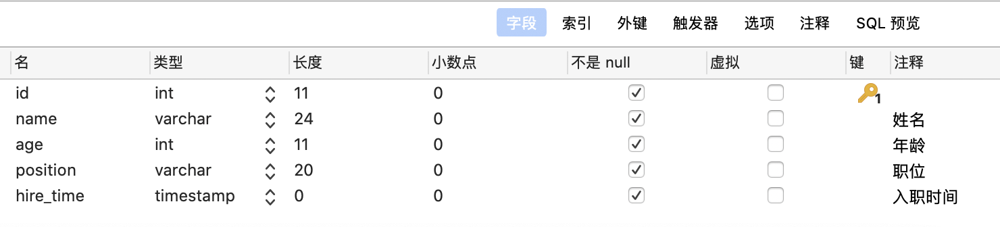 字段 索引 外键 触发器 选项 注释 SQL 预览
名 类型 长度 小数点 不是 null 虚拟 键 注释
id int 11 0 1
name varchar 24 0 姓名
age int 11 0 年龄
position varchar 20 0 职位
hire_time timestamp 0 0 入职时间